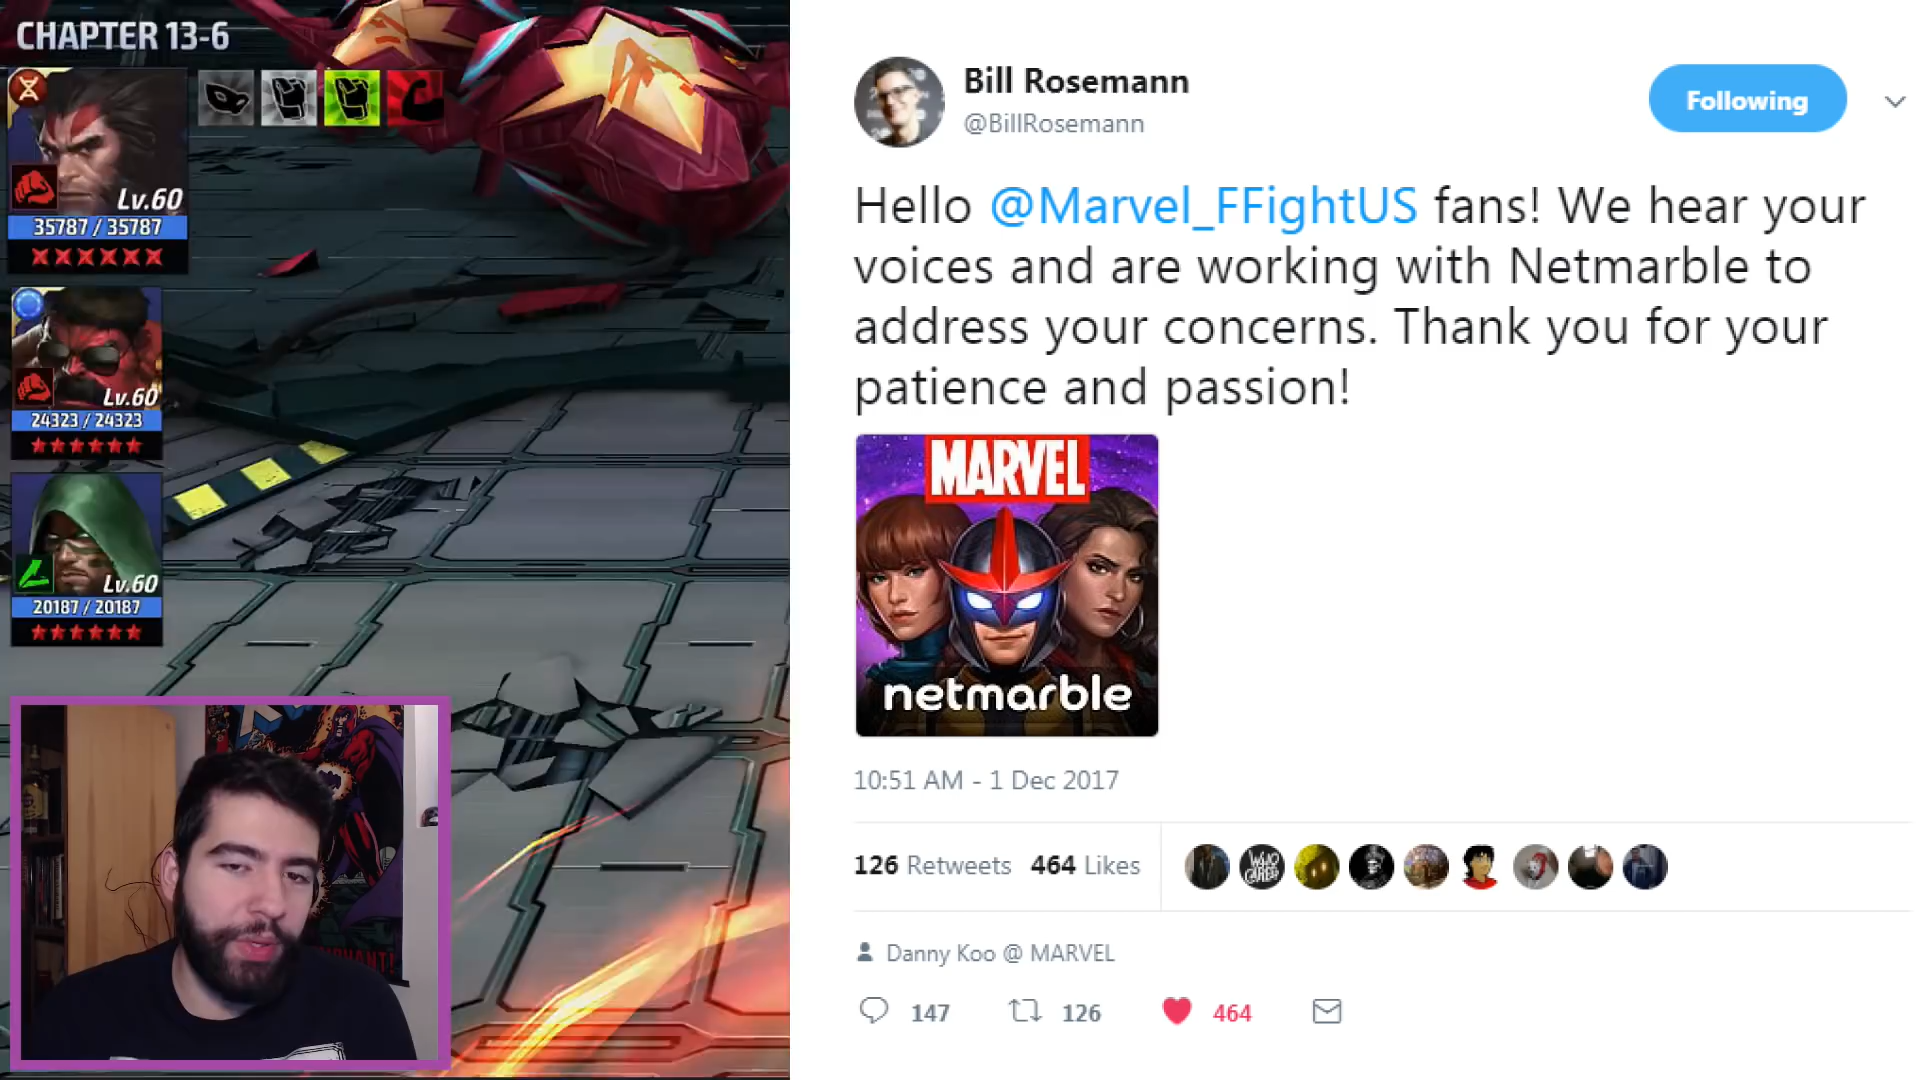 CHAPTER 13-6
Lv.60
35787 / 35787
Lv.60
24323 / 24323
Lv.60
20187 / 20187
Bill Rosemann
@BillRosemann
Following
Hello @Marvel_FFightUS fans! We hear your
voices and are working with Netmarble to
address your concerns. Thank you for your
patience and passion!
MARVEL
netmarble
10:51 AM - 1 Dec 2017
126 Retweets 464 Likes
WHO CARES
Danny Koo @ MARVEL
147 126 464